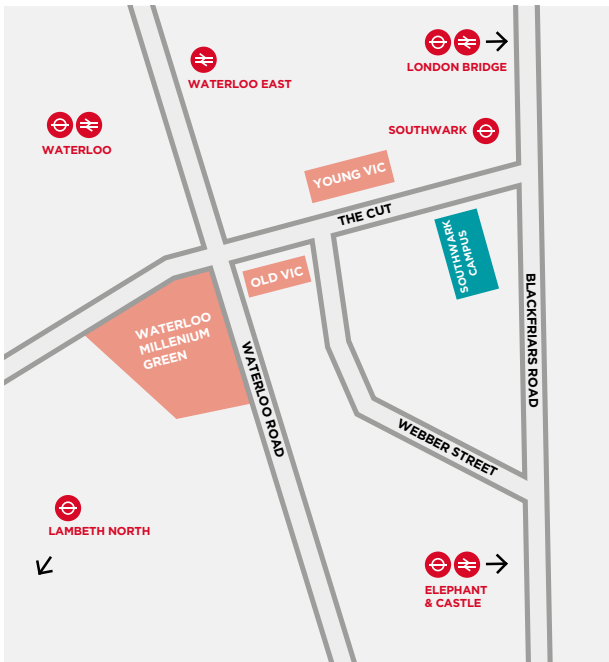 LONDON BRIDGE
WATERLOO EAST
SOUTHWARK
WATERLOO
YOUNG VIC
THE CUT
SOUTHWARK
CAMPUS
OLD VIC
WATERLOO
MILLENIUM
GREEN
WATERLOO ROAD
BLACKFRIARS ROAD
WEBBER STREET
LAMBETH NORTH
ELEPHANT
& CASTLE